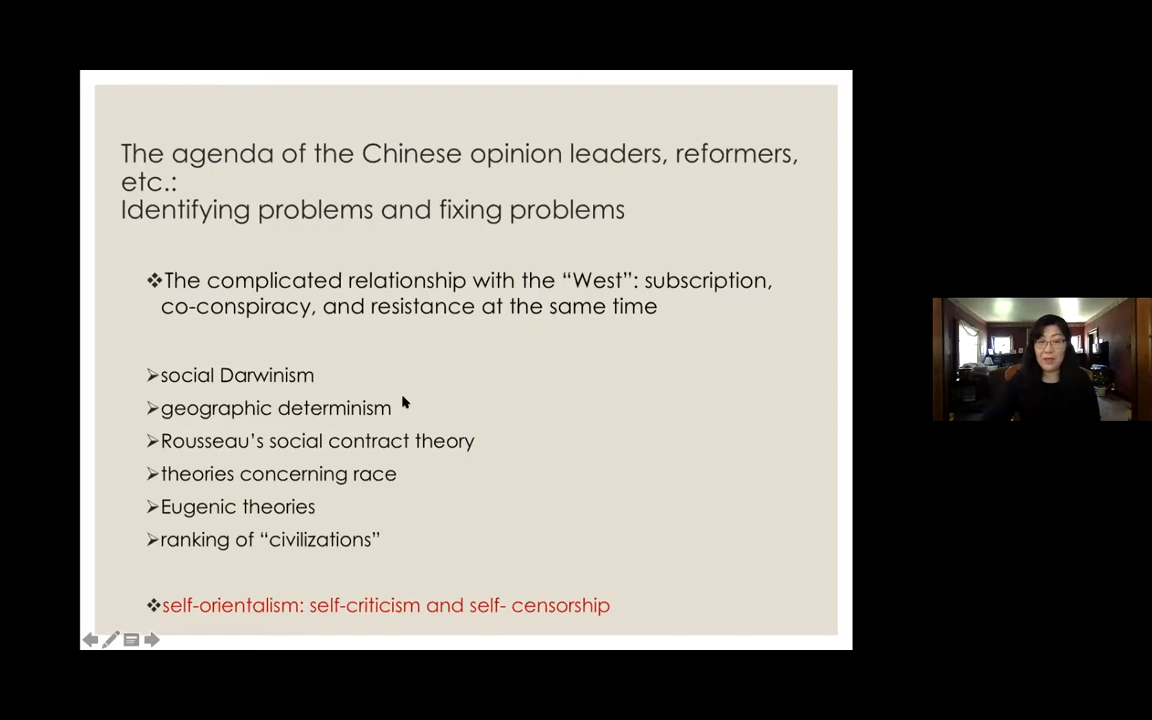 The agenda of the Chinese opinion leaders, reformers,
etc.:
Identifying problems and fixing problems
❖The complicated relationship with the “West”: subscription,
co-conspiracy, and resistance at the same time
➢social Darwinism
➢geographic determinism
➢Rousseau’s social contract theory
➢theories concerning race
➢Eugenic theories
➢ranking of “civilizations”
❖self-orientalism: self-criticism and self- censorship